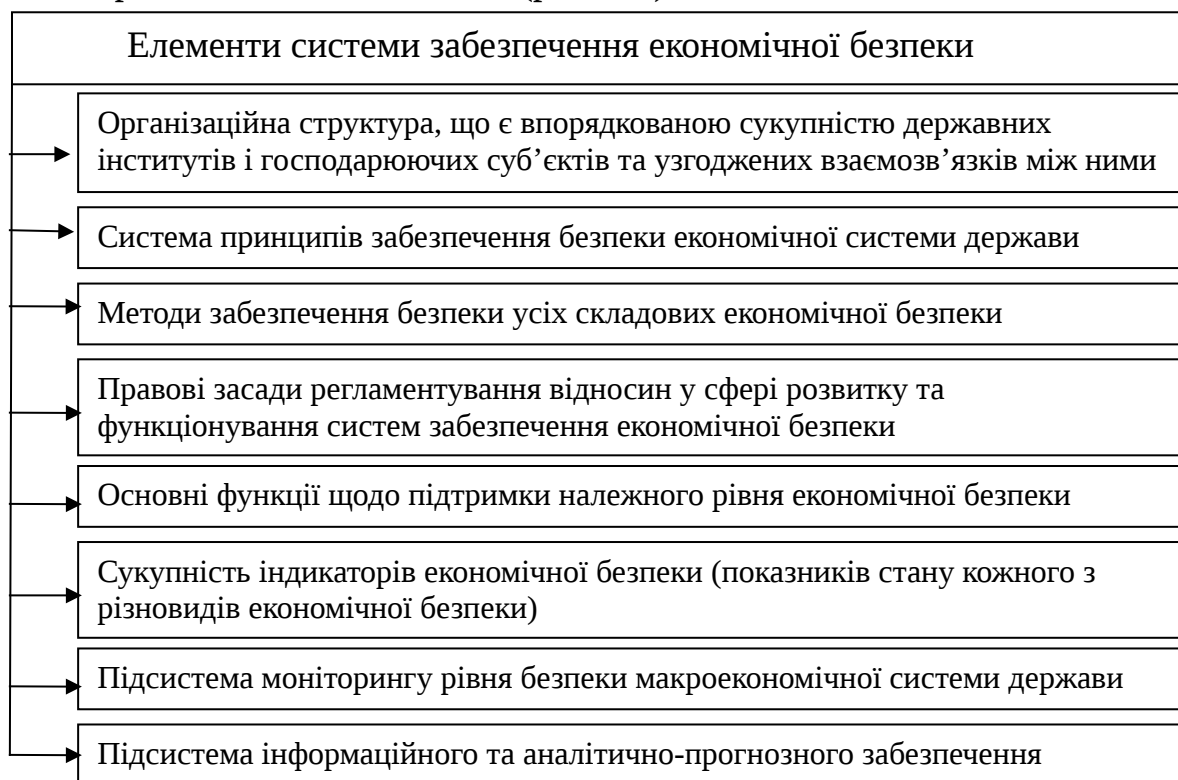 Елементи системи забезпечення економічної безпеки
Організаційна структура, що є впорядкованою сукупністю державних
інститутів і господарюючих суб’єктів та узгоджених взаємозв’язків між ними
Система принципів забезпечення безпеки економічної системи держави
Методи забезпечення безпеки усіх складових економічної безпеки
Правові засади регламентування відносин у сфері розвитку та
функціонування систем забезпечення економічної безпеки
Основні функції щодо підтримки належного рівня економічної безпеки
Сукупність індикаторів економічної безпеки (показників стану кожного з
різновидів економічної безпеки)
Підсистема моніторингу рівня безпеки макроекономічної системи держави
Підсистема інформаційного та аналітично-прогнозного забезпечення